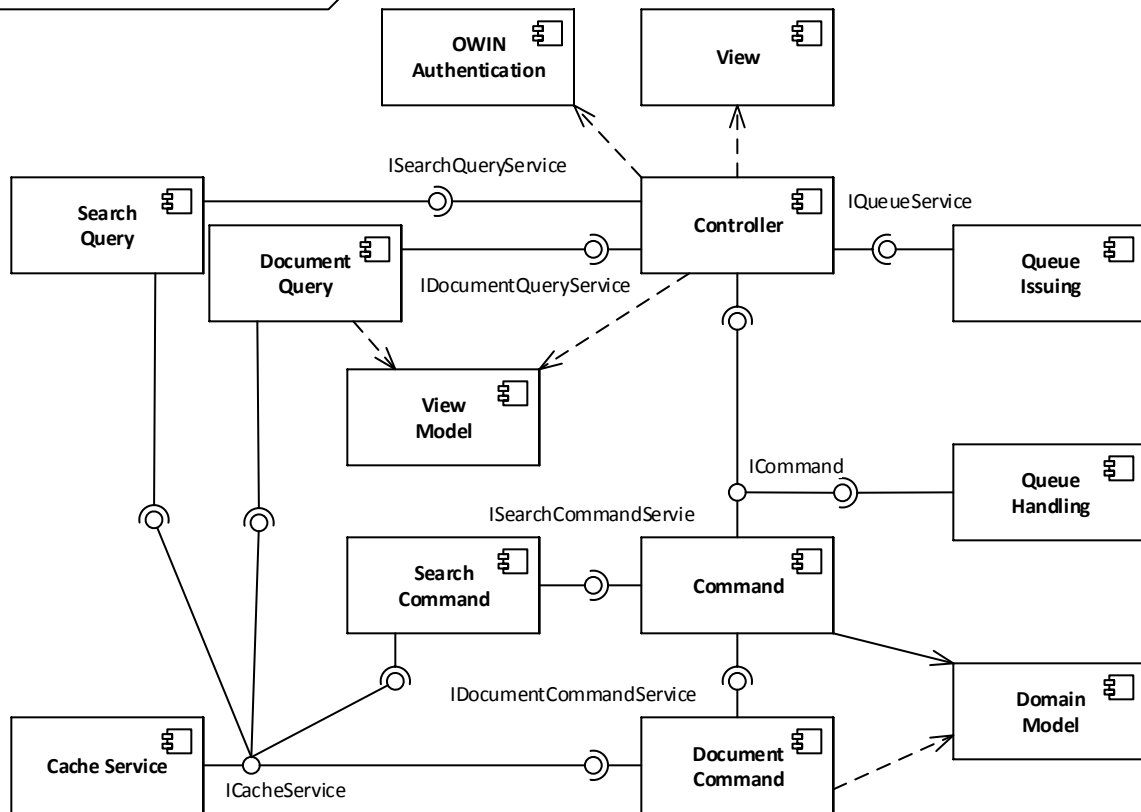 OWIN
Authentication
View
ISearchQueryService
Search
Query
Controller
IQueueService
Document
Query
IDocumentQueryService
Queue
Issuing
View
Model
ICommand
Queue
Handling
ISearchCommandServie
Search
Command
Command
IDocumentCommandService
Domain
Model
Cache Service
Document
Command
ICacheService